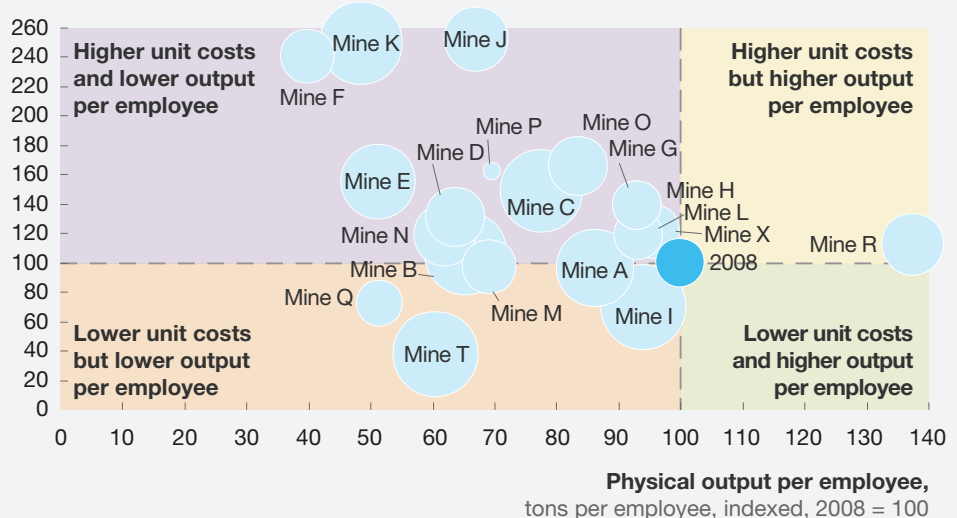 260
240
220
200
180
160
140
120
100
80
60
40
20
0
Higher unit costs
and lower output
per employee
Higher unit costs
but higher output
per employee
Mine K
Mine J
Mine F
Mine P
Mine O
Mine D
Mine G
Mine E
Mine C
Mine H
Mine L
Mine N
Mine X
Mine R
Mine B
Mine A
2008
Mine Q
Mine M
Mine I
Mine T
Lower unit costs
but lower output
per employee
Lower unit costs
and higher output
per employee
0 10 20 30 40 50 60 70 80 90 100 110 120 130 140
Physical output per employee,
tons per employee, indexed, 2008 = 100